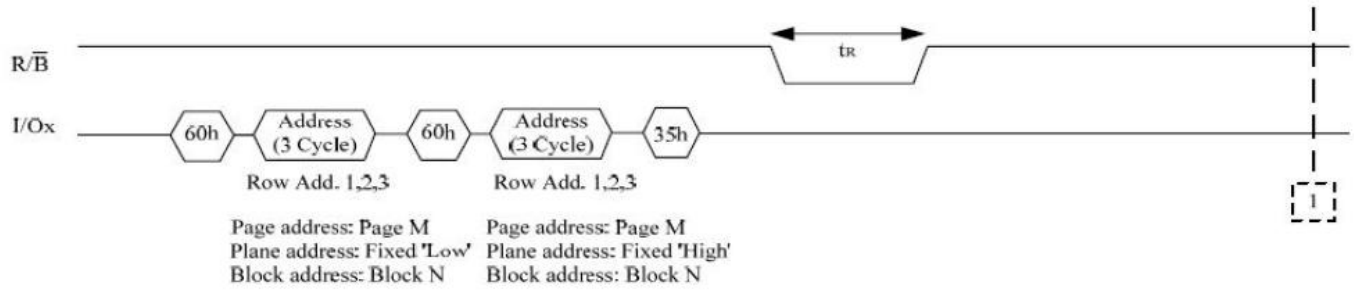 R/B̅
tR
I/Ox
60h
Address
(3 Cycle)
60h
Address
(3 Cycle)
35h
Row Add. 1,2,3
Row Add. 1,2,3
1
Page address: Page M
Plane address: Fixed 'Low'
Block address: Block N
Page address: Page M
Plane address: Fixed 'High'
Block address: Block N